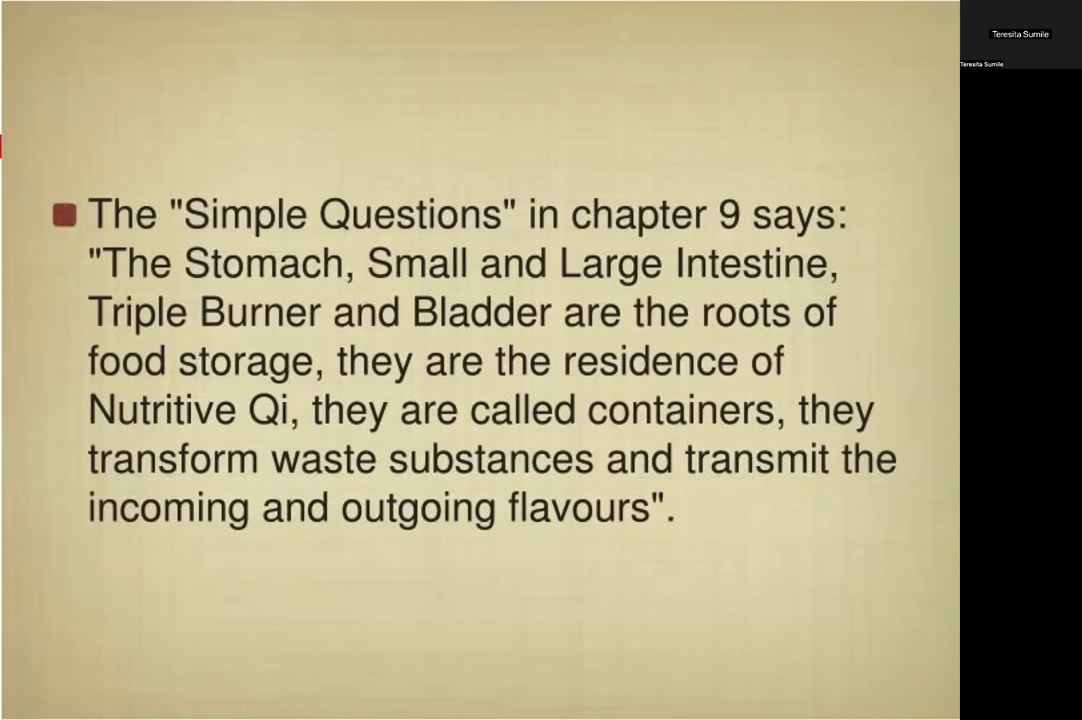 The "Simple Questions" in chapter 9 says:
"The Stomach, Small and Large Intestine,
Triple Burner and Bladder are the roots of
food storage, they are the residence of
Nutritive Qi, they are called containers, they
transform waste substances and transmit the
incoming and outgoing flavours".
Teresita Sumile
Teresita Sumile